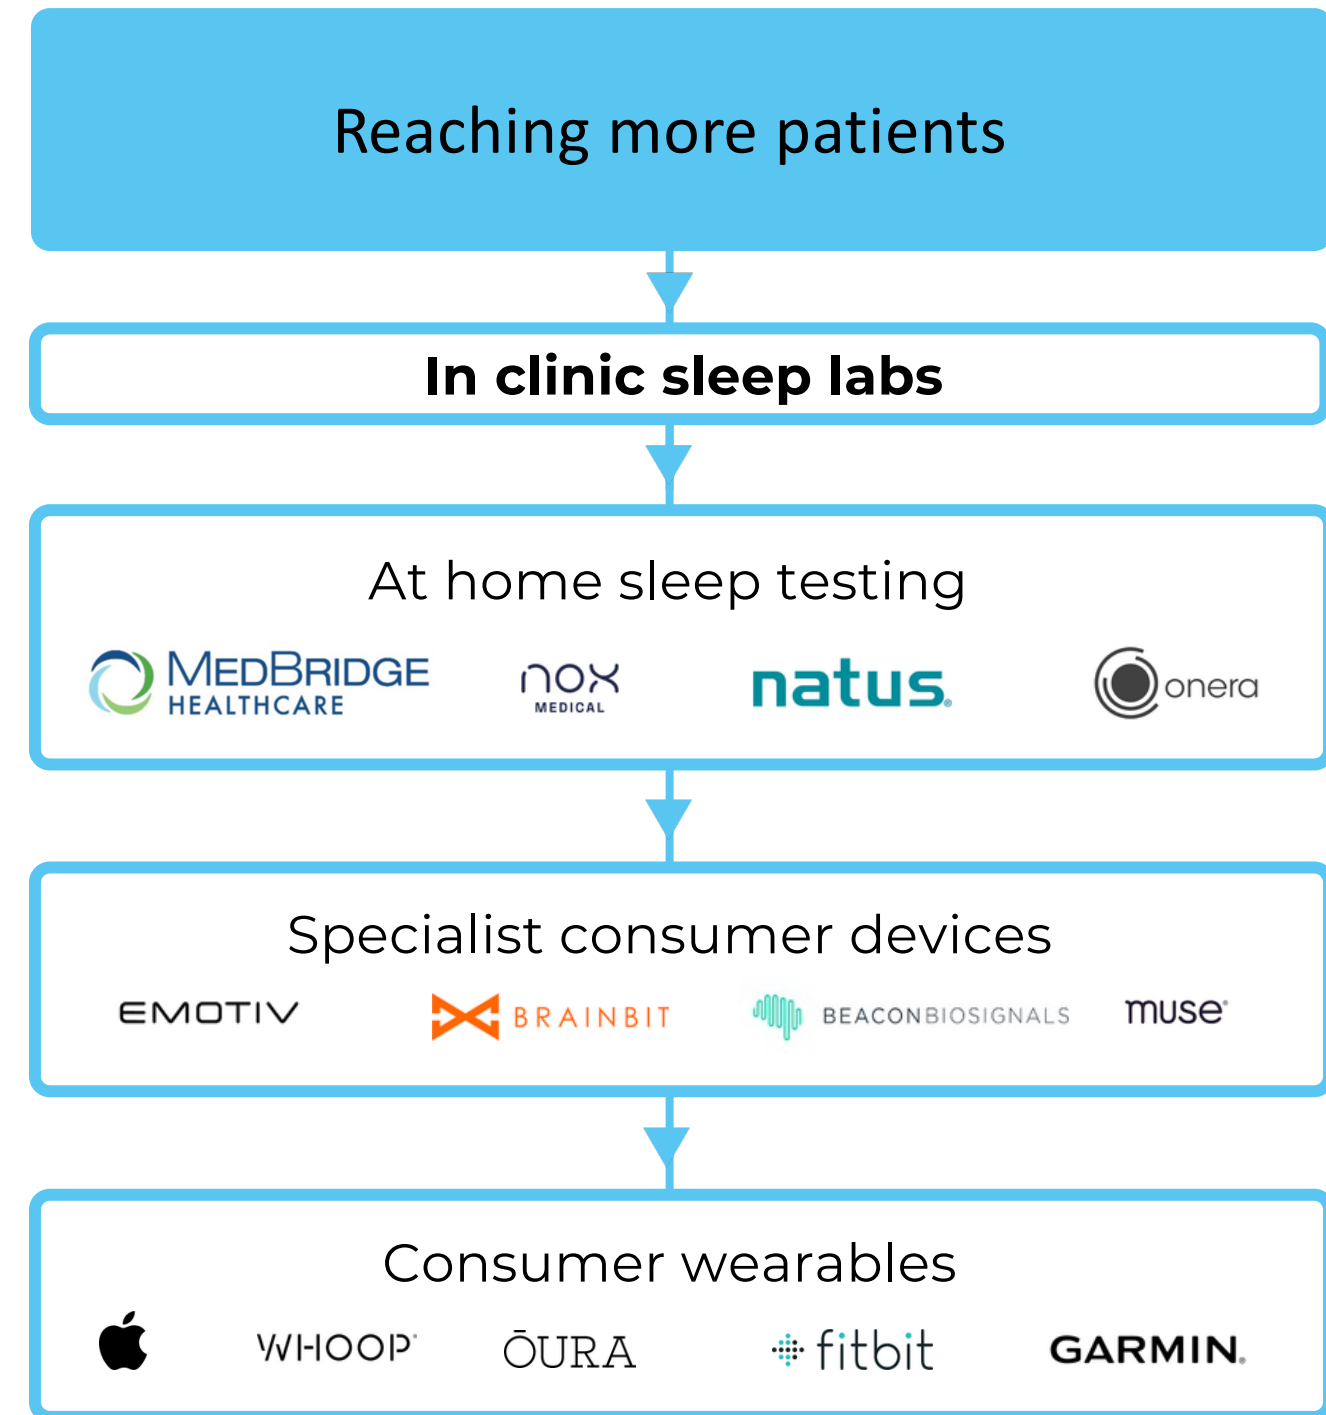 Reaching more patients
In clinic sleep labs
At home sleep testing
MEDBRIDGE HEALTHCARE
nox MEDICAL
natus®
onera
Specialist consumer devices
EMOTIV
BRAINBIT
BEACONBIOSIGNALS
muse®
Consumer wearables
WHOOP®
ŌURA
fitbit
GARMIN®